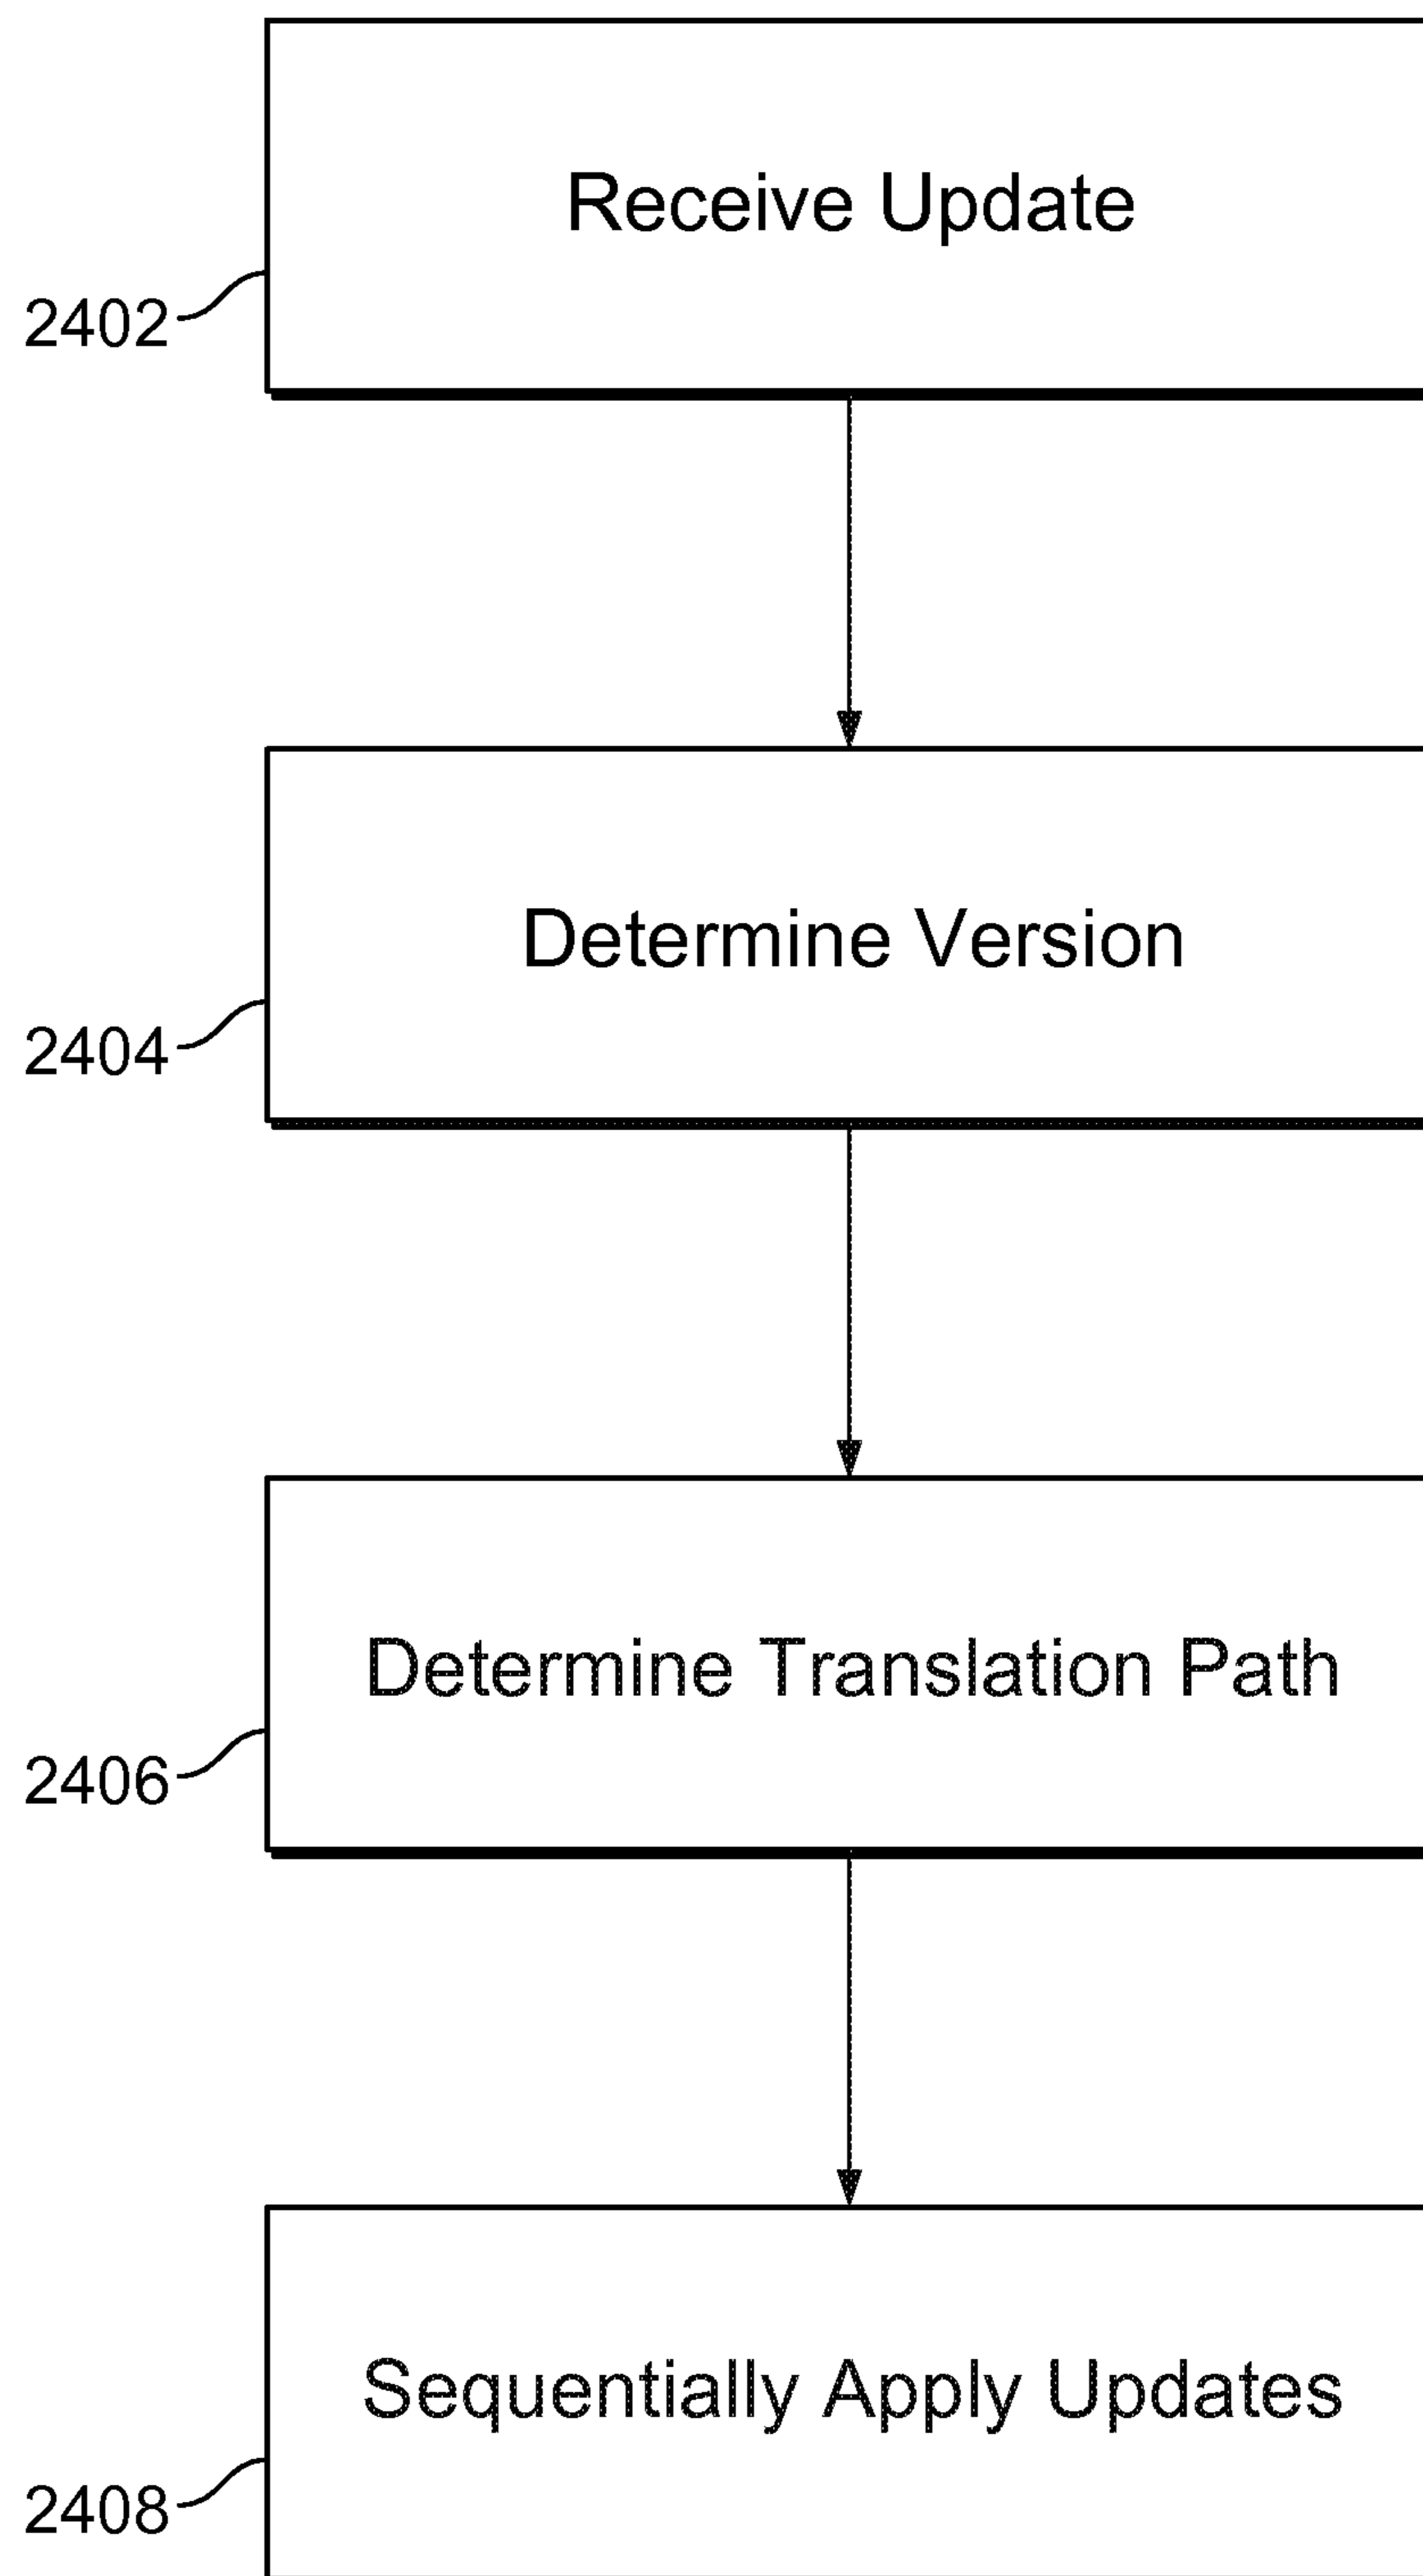 Receive Update
2402
Determine Version
2404
Determine Translation Path
2406
Sequentially Apply Updates
2408